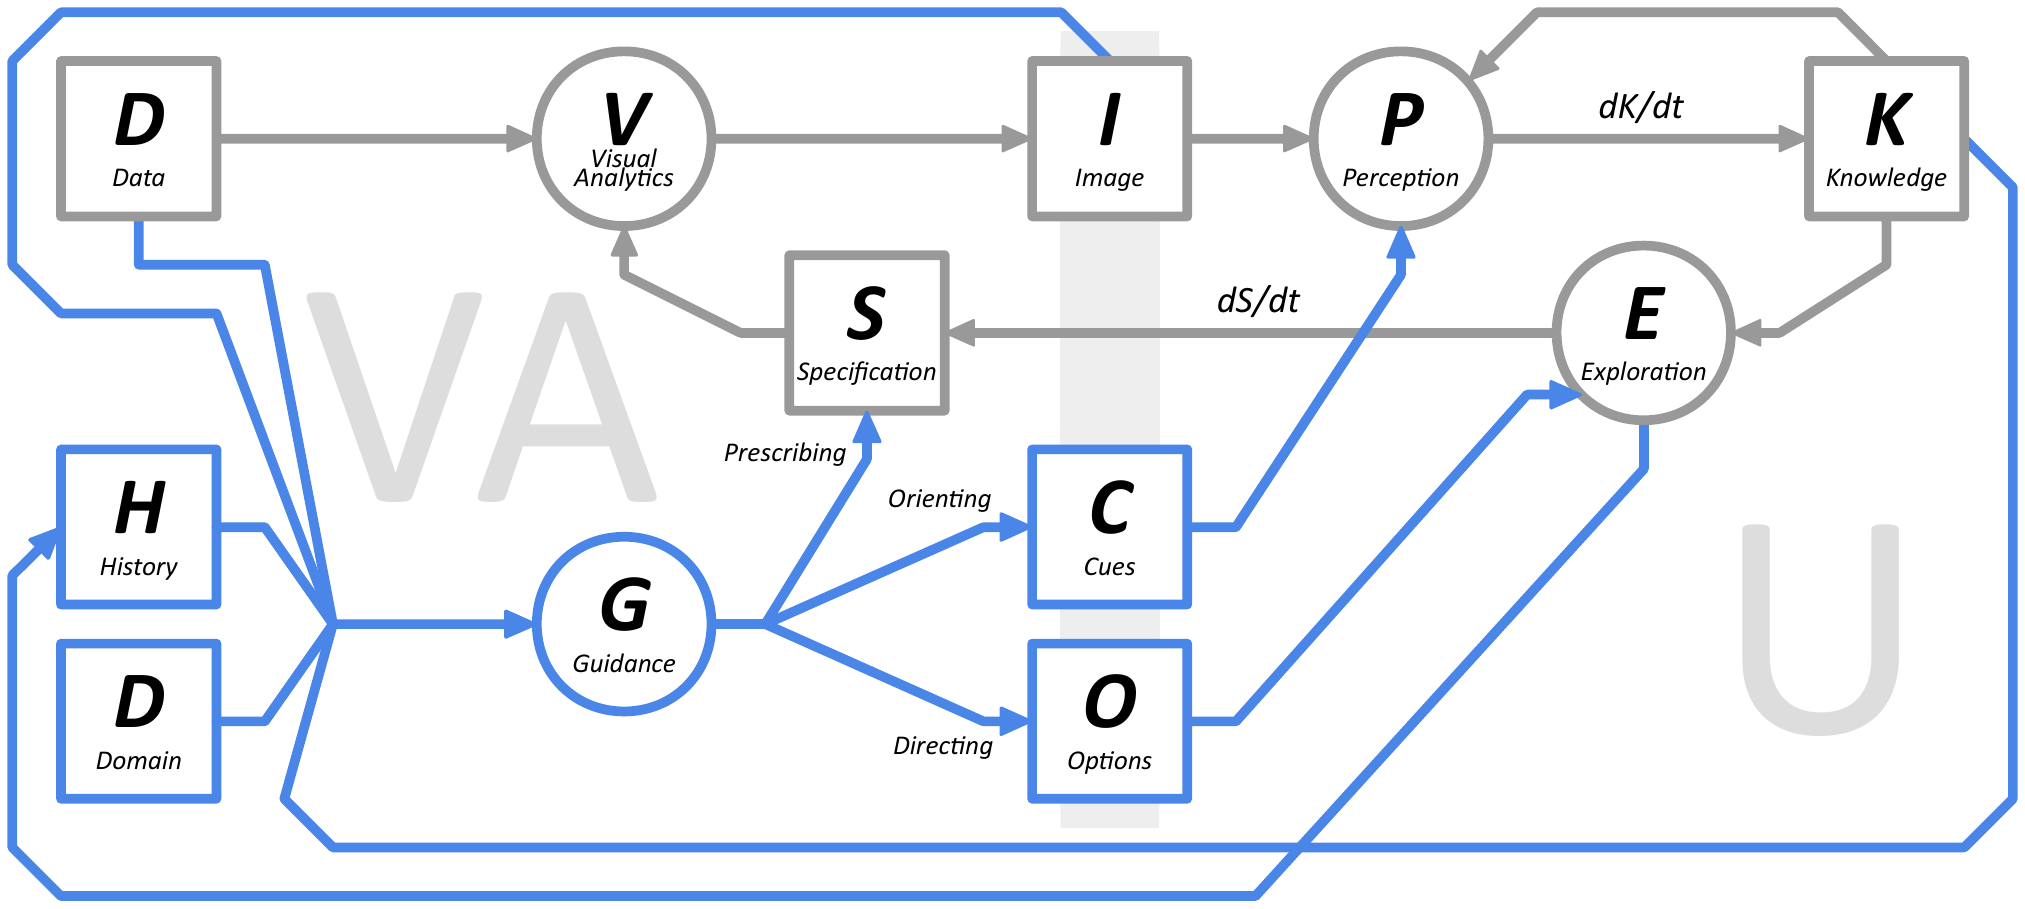 D
Data
V
Visual
Analytics
I
Image
P
Perception
dK/dt
K
Knowledge
VA
S
Specification
dS/dt
E
Exploration
Prescribing
H
History
Orienting
C
Cues
U
G
Guidance
D
Domain
Directing
O
Options